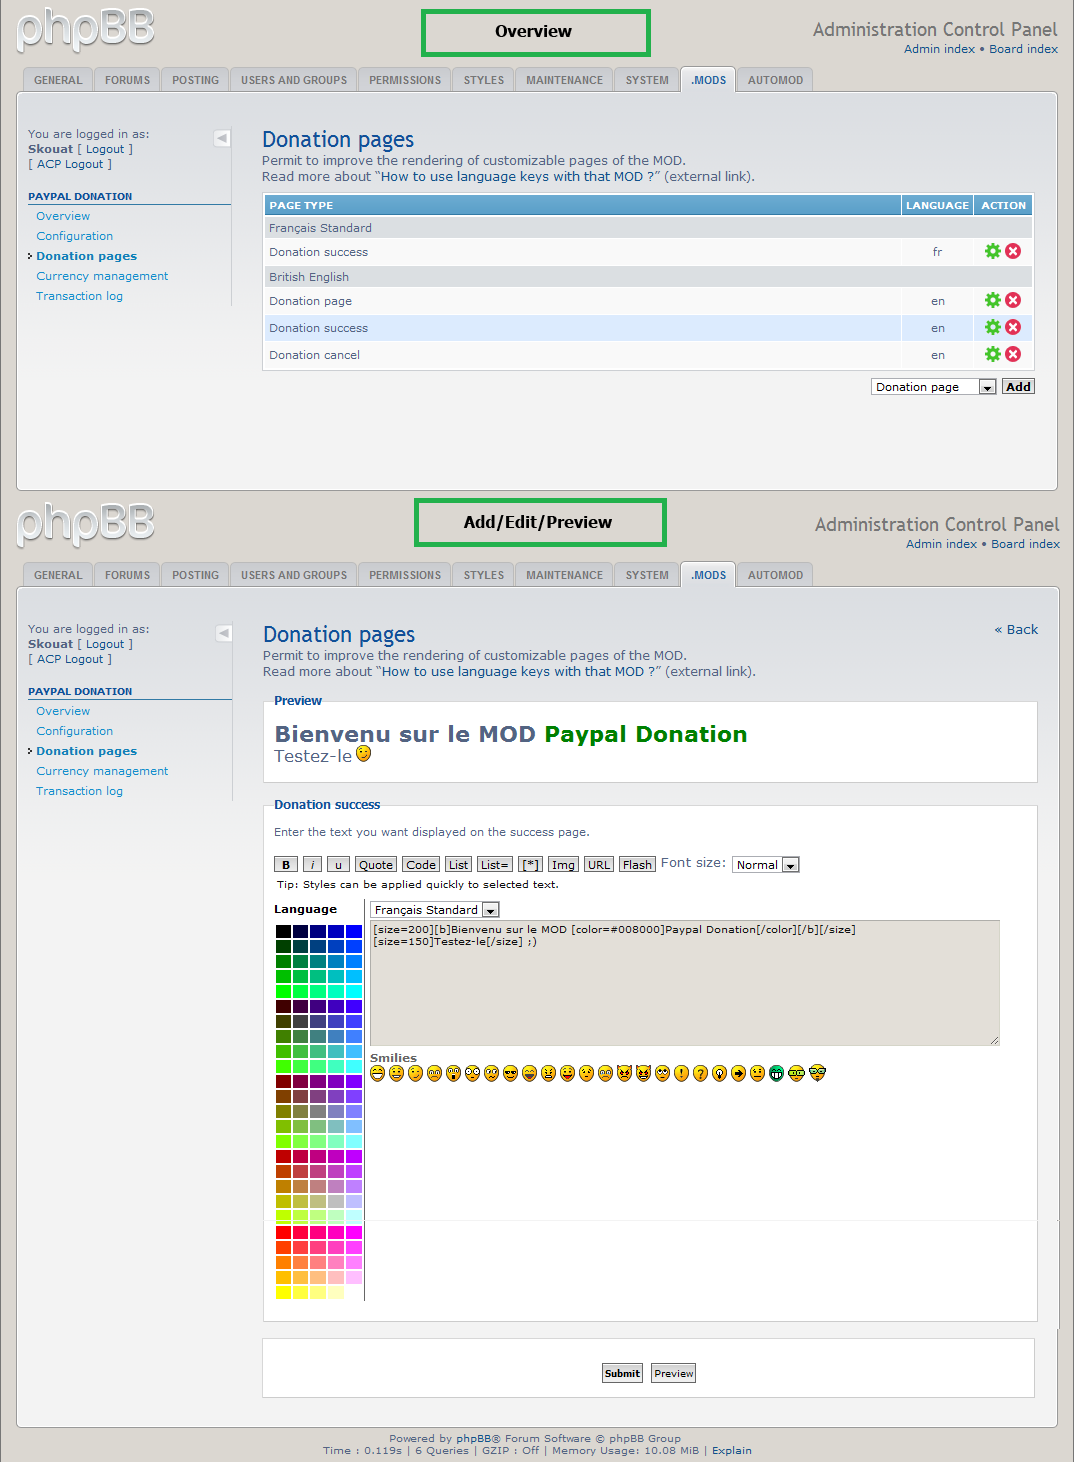 phpBB
Overview
Administration Control Panel
Admin index • Board index
GENERAL FORUMS POSTING USERS AND GROUPS PERMISSIONS STYLES MAINTENANCE SYSTEM .MODS AUTOMOD
You are logged in as:
Skouat [ Logout ]
[ ACP Logout ]
PAYPAL DONATION
Overview
Configuration
Donation pages
Currency management
Transaction log
Donation pages
Permit to improve the rendering of customizable pages of the MOD.
Read more about “How to use language keys with that MOD ?” (external link).
PAGE TYPE LANGUAGE ACTION
Français Standard
Donation success fr
British English
Donation page en
Donation success en
Donation cancel en
Donation page Add
phpBB
Add/Edit/Preview
Administration Control Panel
Admin index • Board index
GENERAL FORUMS POSTING USERS AND GROUPS PERMISSIONS STYLES MAINTENANCE SYSTEM .MODS AUTOMOD
You are logged in as:
Skouat [ Logout ]
[ ACP Logout ]
PAYPAL DONATION
Overview
Configuration
Donation pages
Currency management
Transaction log
« Back
Donation pages
Permit to improve the rendering of customizable pages of the MOD.
Read more about “How to use language keys with that MOD ?” (external link).
Preview
Bienvenu sur le MOD Paypal Donation
Testez-le
Donation success
Enter the text you want displayed on the success page.
B i u Quote Code List List= [*] Img URL Flash Font size: Normal
Tip: Styles can be applied quickly to selected text.
Language Français Standard
[size=200][b]Bienvenu sur le MOD [color=#008000]Paypal Donation[/color][/b][/size]
[size=150]Testez-le[/size] ;)
Smilies
Submit Preview
Powered by phpBB® Forum Software © phpBB Group
Time : 0.119s | 6 Queries | GZIP : Off | Memory Usage: 10.08 MiB | Explain